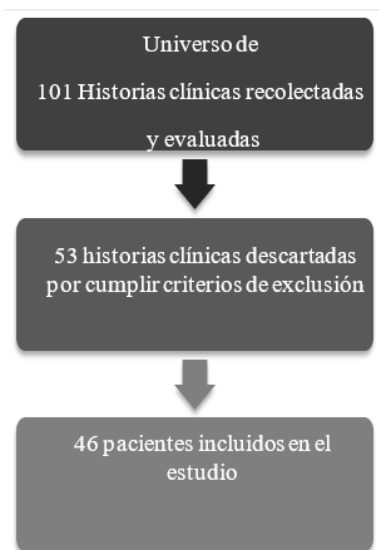 Universo de
101 Historias clínicas recolectadas
y evaluadas
53 historias clínicas descartadas
por cumplir criterios de exclusión
46 pacientes incluidos en el
estudio